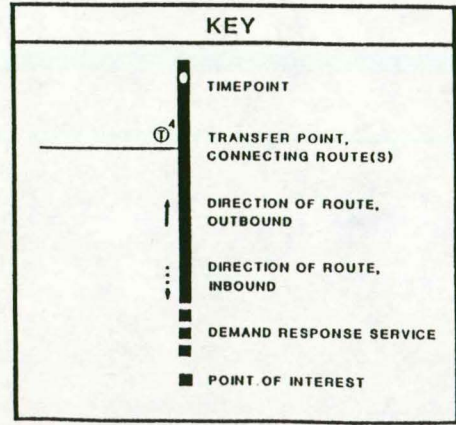 KEY
TIMEPOINT
T 4
TRANSFER POINT,
CONNECTING ROUTE(S)
DIRECTION OF ROUTE,
OUTBOUND
DIRECTION OF ROUTE,
INBOUND
DEMAND RESPONSE SERVICE
POINT OF INTEREST